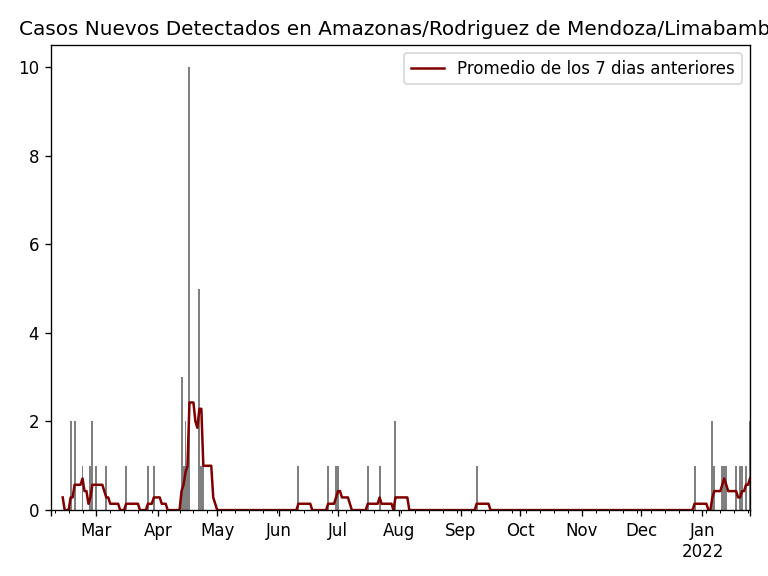 Casos Nuevos Detectados en Amazonas/Rodriguez de Mendoza/Limabamb
Promedio de los 7 dias anteriores
10
8
6
4
2
0
Mar Apr May Jun Jul Aug Sep Oct Nov Dec Jan
2022